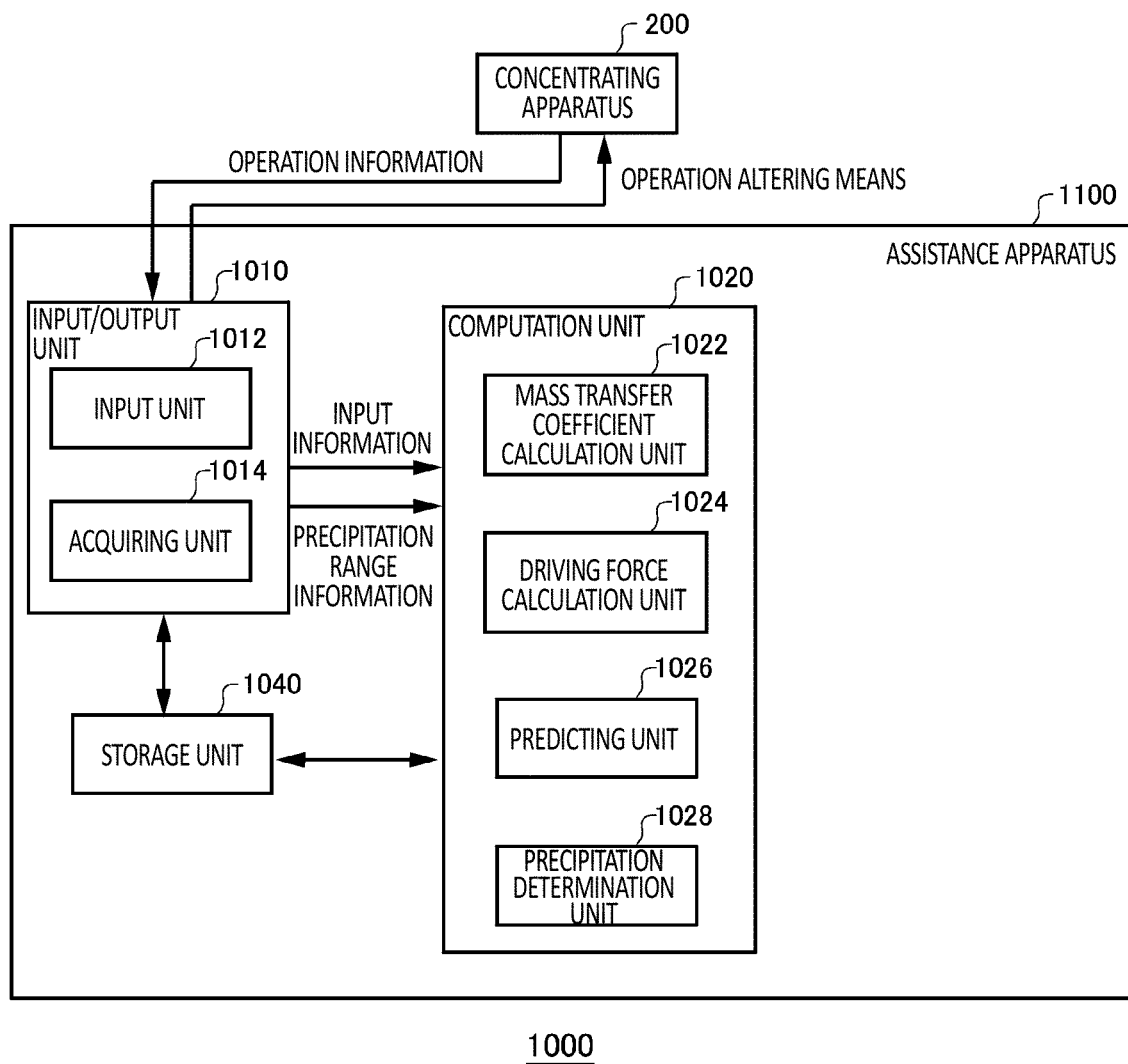 200
CONCENTRATING
APPARATUS
OPERATION INFORMATION
OPERATION ALTERING MEANS
1100
ASSISTANCE APPARATUS
1010
INPUT/OUTPUT
UNIT
1012
INPUT UNIT
1014
ACQUIRING UNIT
INPUT
INFORMATION
PRECIPITATION
RANGE
INFORMATION
1020
COMPUTATION UNIT
1022
MASS TRANSFER
COEFFICIENT
CALCULATION UNIT
1024
DRIVING FORCE
CALCULATION UNIT
1026
PREDICTING UNIT
1028
PRECIPITATION
DETERMINATION
UNIT
1040
STORAGE UNIT
1000